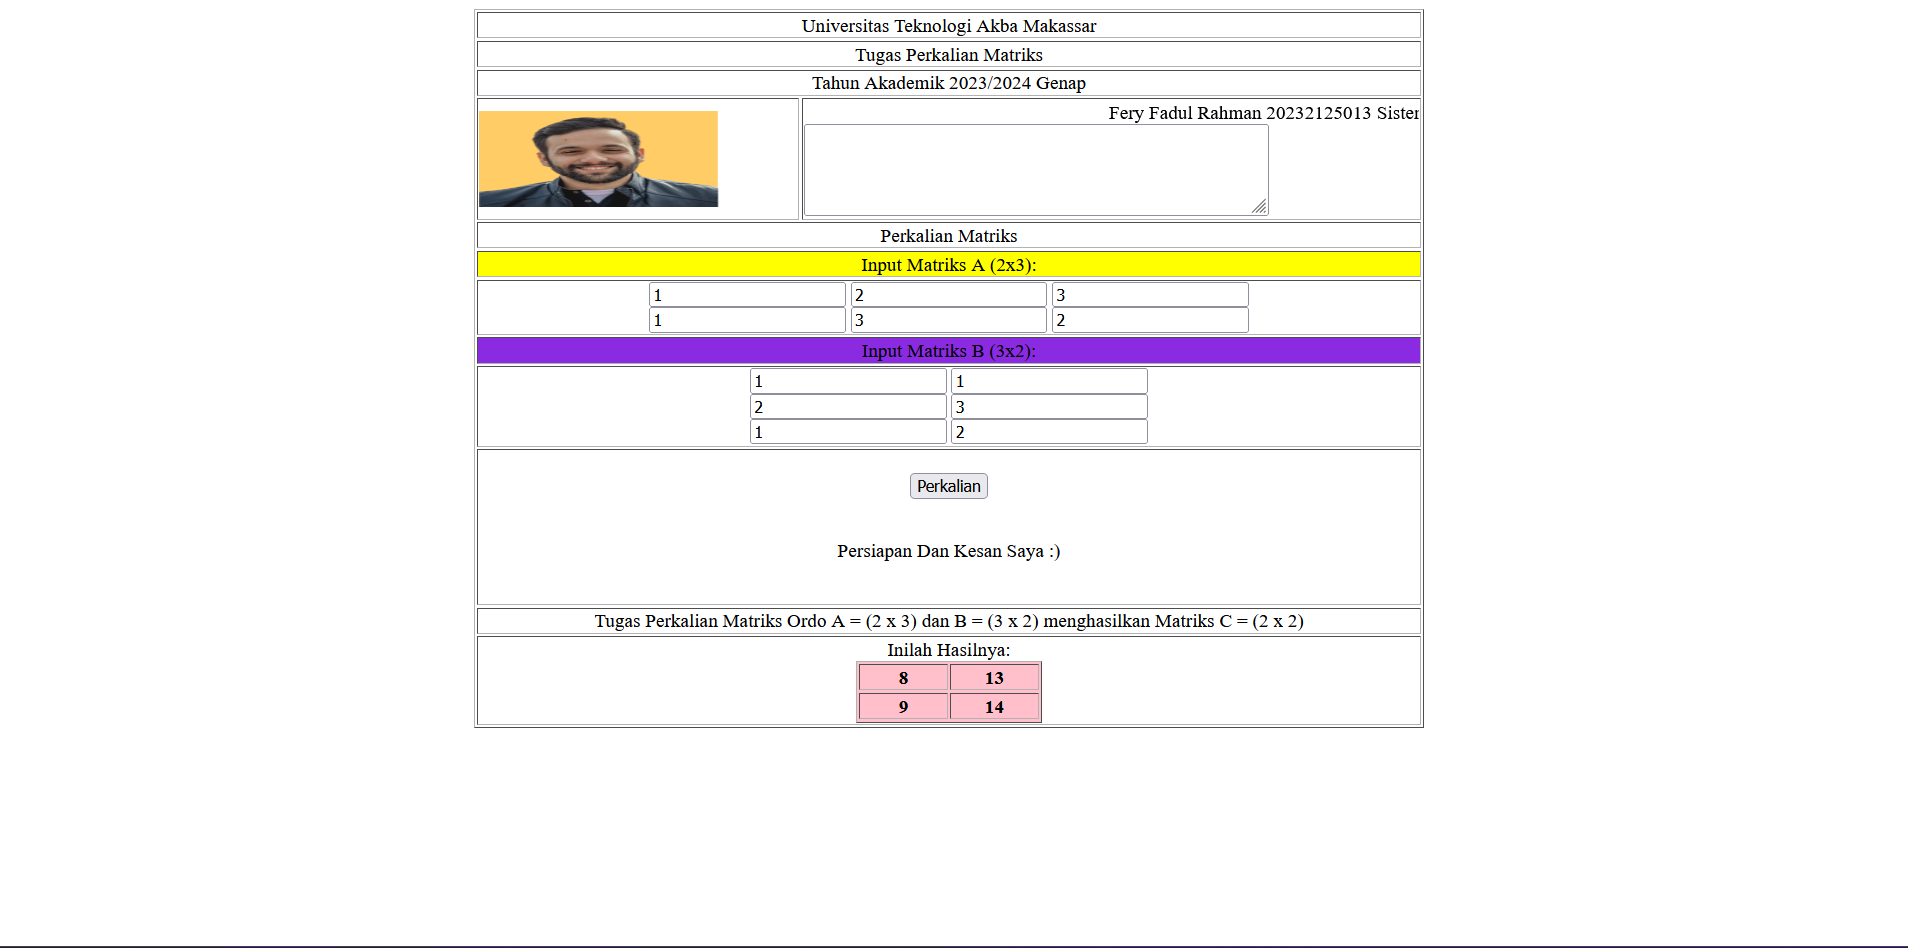 Universitas Teknologi Akba Makassar
Tugas Perkalian Matriks
Tahun Akademik 2023/2024 Genap
Fery Fadul Rahman 20232125013 Sister
Perkalian Matriks
Input Matriks A (2x3):
1 2 3
1 3 2
Input Matriks B (3x2):
1 1
2 3
1 2
Perkalian
Persiapan Dan Kesan Saya :)
Tugas Perkalian Matriks Ordo A = (2 x 3) dan B = (3 x 2) menghasilkan Matriks C = (2 x 2)
Inilah Hasilnya:
8 13
9 14